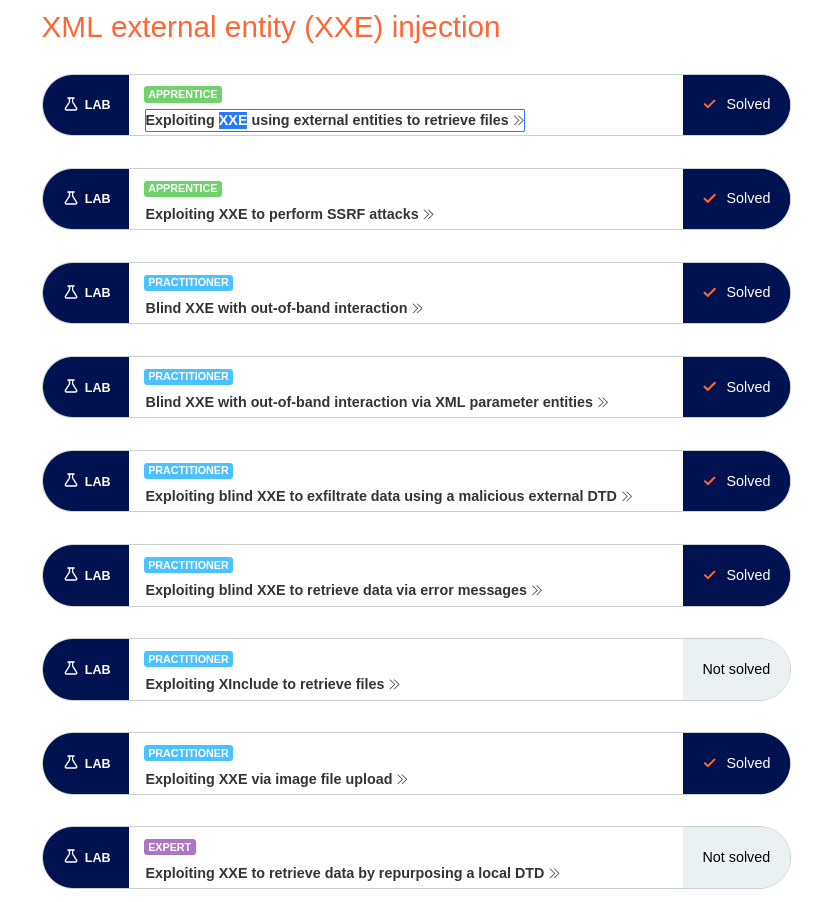 XML external entity (XXE) injection
LAB
APPRENTICE
Exploiting XXE using external entities to retrieve files
Solved
LAB
APPRENTICE
Exploiting XXE to perform SSRF attacks
Solved
LAB
PRACTITIONER
Blind XXE with out-of-band interaction
Solved
LAB
PRACTITIONER
Blind XXE with out-of-band interaction via XML parameter entities
Solved
LAB
PRACTITIONER
Exploiting blind XXE to exfiltrate data using a malicious external DTD
Solved
LAB
PRACTITIONER
Exploiting blind XXE to retrieve data via error messages
Solved
LAB
PRACTITIONER
Exploiting XInclude to retrieve files
Not solved
LAB
PRACTITIONER
Exploiting XXE via image file upload
Solved
LAB
EXPERT
Exploiting XXE to retrieve data by repurposing a local DTD
Not solved